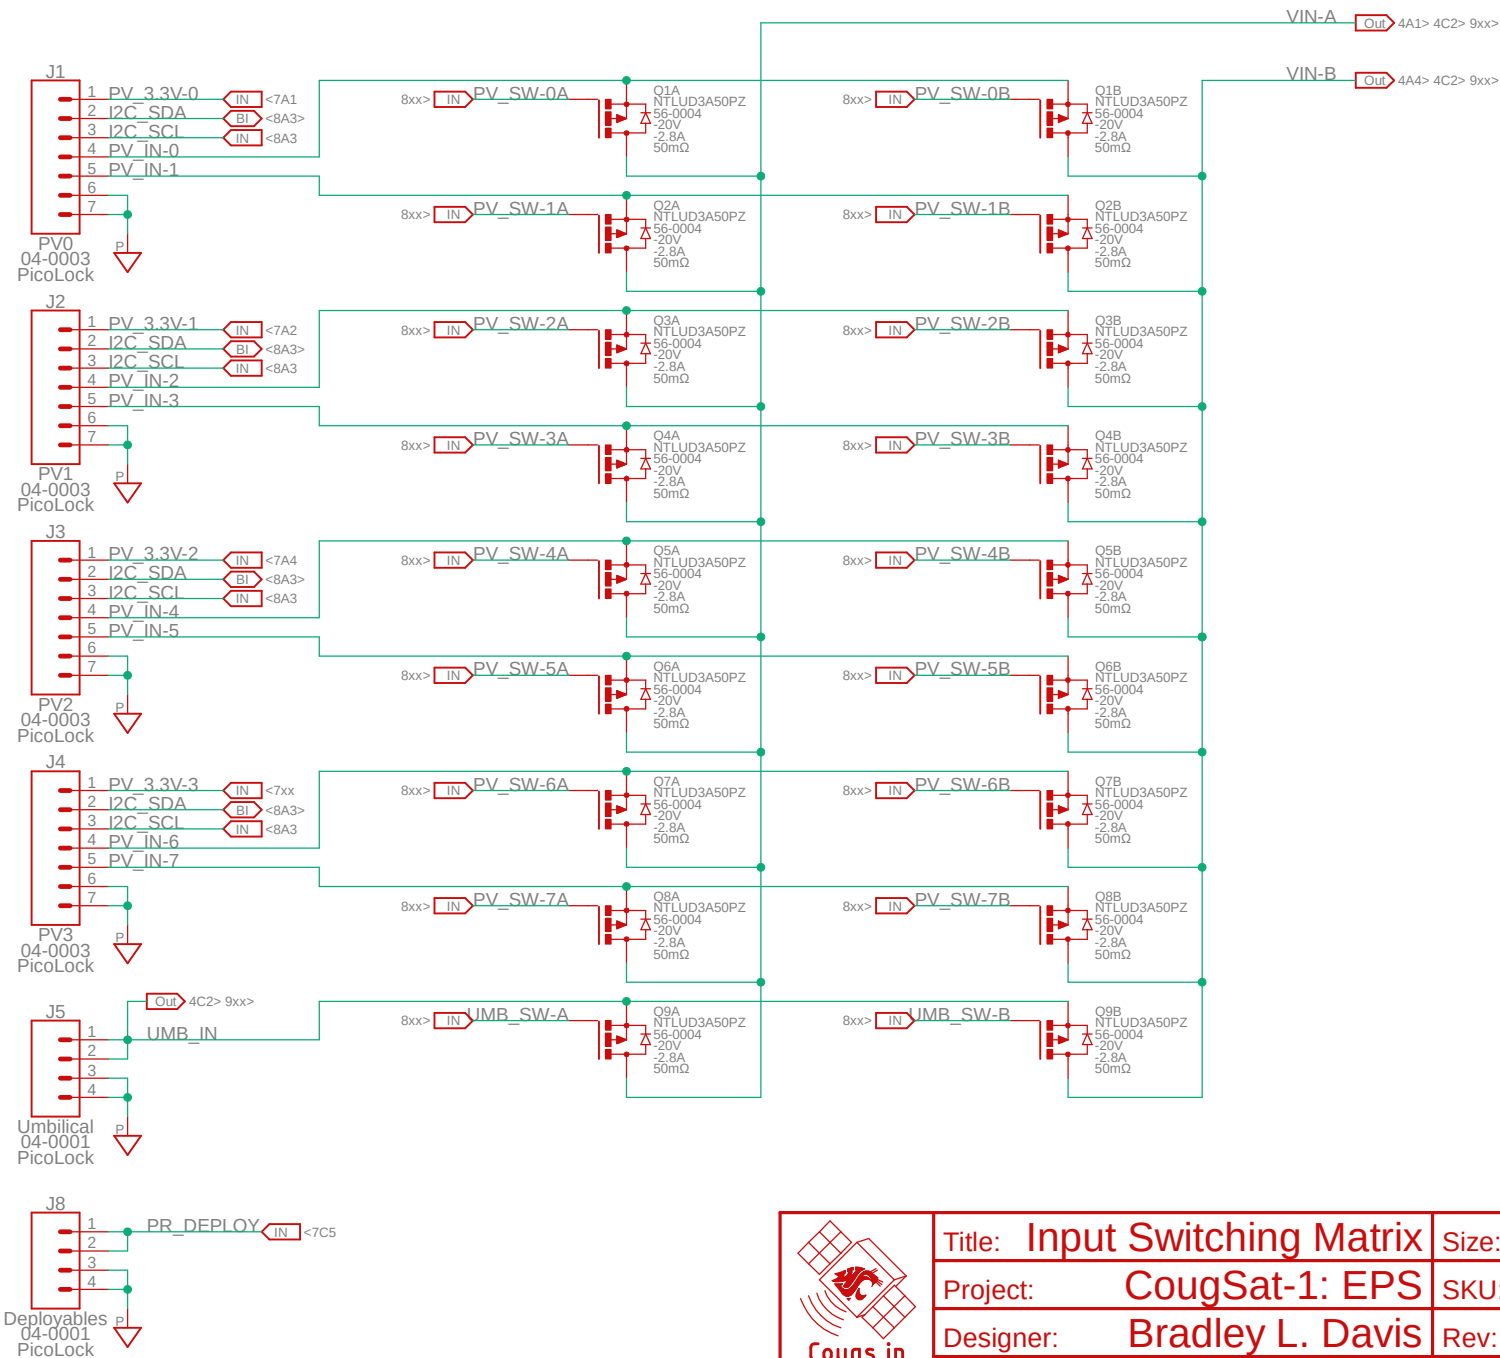 VIN-A Out 4A1> 4C2> 9xx>
VIN-B Out 4A4> 4C2> 9xx>
J1
1 PV_3.3V-0 IN <7A1
2 I2C_SDA BI <8A3>
3 I2C_SCL IN <8A3
4 PV_IN-0
5 PV_IN-1
6
7
P
PV0
04-0003
PicoLock
8xx> IN PV_SW-0A
Q1A
NTLUD3A50PZ
56-0004
-20V
-2.8A
50mΩ
8xx> IN PV_SW-0B
Q1B
NTLUD3A50PZ
56-0004
-20V
-2.8A
50mΩ
8xx> IN PV_SW-1A
Q2A
NTLUD3A50PZ
56-0004
-20V
-2.8A
50mΩ
8xx> IN PV_SW-1B
Q2B
NTLUD3A50PZ
56-0004
-20V
-2.8A
50mΩ
J2
1 PV_3.3V-1 IN <7A2
2 I2C_SDA BI <8A3>
3 I2C_SCL IN <8A3
4 PV_IN-2
5 PV_IN-3
6
7
P
PV1
04-0003
PicoLock
8xx> IN PV_SW-2A
Q3A
NTLUD3A50PZ
56-0004
-20V
-2.8A
50mΩ
8xx> IN PV_SW-2B
Q3B
NTLUD3A50PZ
56-0004
-20V
-2.8A
50mΩ
8xx> IN PV_SW-3A
Q4A
NTLUD3A50PZ
56-0004
-20V
-2.8A
50mΩ
8xx> IN PV_SW-3B
Q4B
NTLUD3A50PZ
56-0004
-20V
-2.8A
50mΩ
J3
1 PV_3.3V-2 IN <7A4
2 I2C_SDA BI <8A3>
3 I2C_SCL IN <8A3
4 PV_IN-4
5 PV_IN-5
6
7
P
PV2
04-0003
PicoLock
8xx> IN PV_SW-4A
Q5A
NTLUD3A50PZ
56-0004
-20V
-2.8A
50mΩ
8xx> IN PV_SW-4B
Q5B
NTLUD3A50PZ
56-0004
-20V
-2.8A
50mΩ
8xx> IN PV_SW-5A
Q6A
NTLUD3A50PZ
56-0004
-20V
-2.8A
50mΩ
8xx> IN PV_SW-5B
Q6B
NTLUD3A50PZ
56-0004
-20V
-2.8A
50mΩ
J4
1 PV_3.3V-3 IN <7xx
2 I2C_SDA BI <8A3>
3 I2C_SCL IN <8A3
4 PV_IN-6
5 PV_IN-7
6
7
P
PV3
04-0003
PicoLock
8xx> IN PV_SW-6A
Q7A
NTLUD3A50PZ
56-0004
-20V
-2.8A
50mΩ
8xx> IN PV_SW-6B
Q7B
NTLUD3A50PZ
56-0004
-20V
-2.8A
50mΩ
8xx> IN PV_SW-7A
Q8A
NTLUD3A50PZ
56-0004
-20V
-2.8A
50mΩ
8xx> IN PV_SW-7B
Q8B
NTLUD3A50PZ
56-0004
-20V
-2.8A
50mΩ
Out 4C2> 9xx>
J5
1 UMB_IN
2
3
4
P
Umbilical
04-0001
PicoLock
8xx> IN UMB_SW-A
Q9A
NTLUD3A50PZ
56-0004
-20V
-2.8A
50mΩ
8xx> IN UMB_SW-B
Q9B
NTLUD3A50PZ
56-0004
-20V
-2.8A
50mΩ
J8
1 PR_DEPLOY IN <7C5
2
3
4
P
Deployables
04-0001
PicoLock
Title: Input Switching Matrix Size:
Project: CougSat-1: EPS SKU:
Designer: Bradley L. Davis Rev:
Cougs in